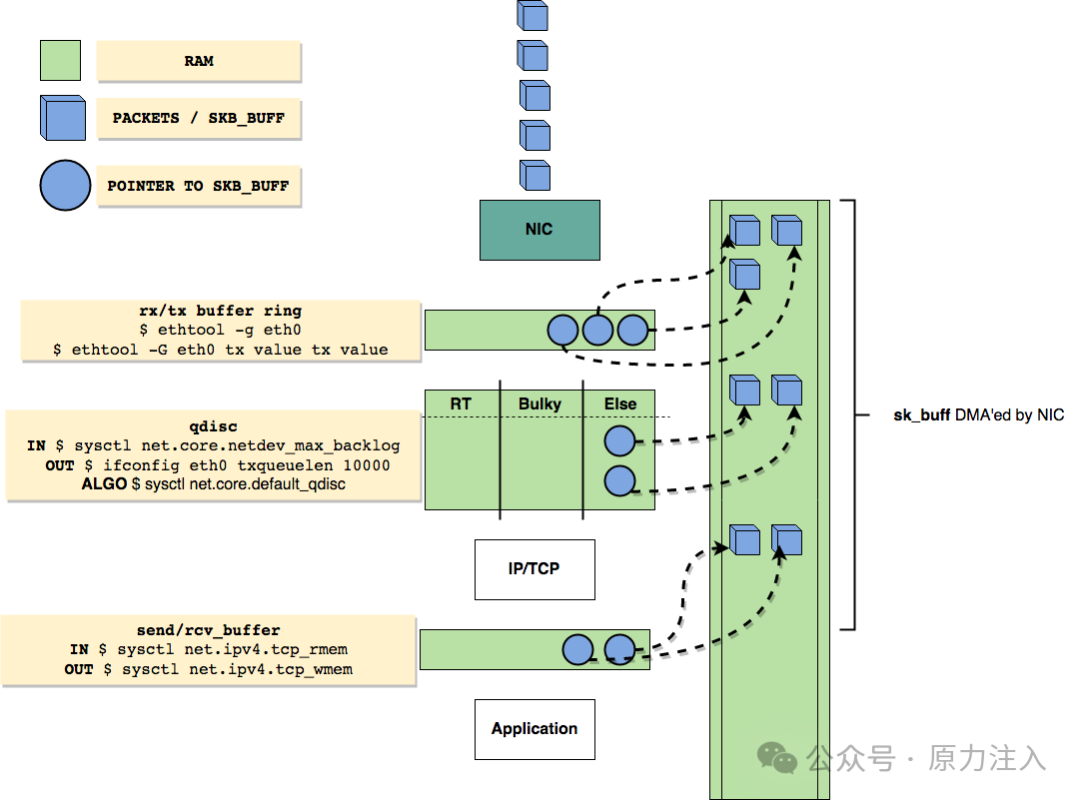 RAM
PACKETS / SKB_BUFF
POINTER TO SKB_BUFF
NIC
rx/tx buffer ring
$ ethtool -g eth0
$ ethtool -G eth0 tx value tx value
RT
Bulky
Else
qdisc
IN $ sysctl net.core.netdev_max_backlog
OUT $ ifconfig eth0 txqueuelen 10000
ALGO $ sysctl net.core.default_qdisc
sk_buff DMA'ed by NIC
IP/TCP
send/rcv_buffer
IN $ sysctl net.ipv4.tcp_rmem
OUT $ sysctl net.ipv4.tcp_wmem
Application
公众号 · 原力注入